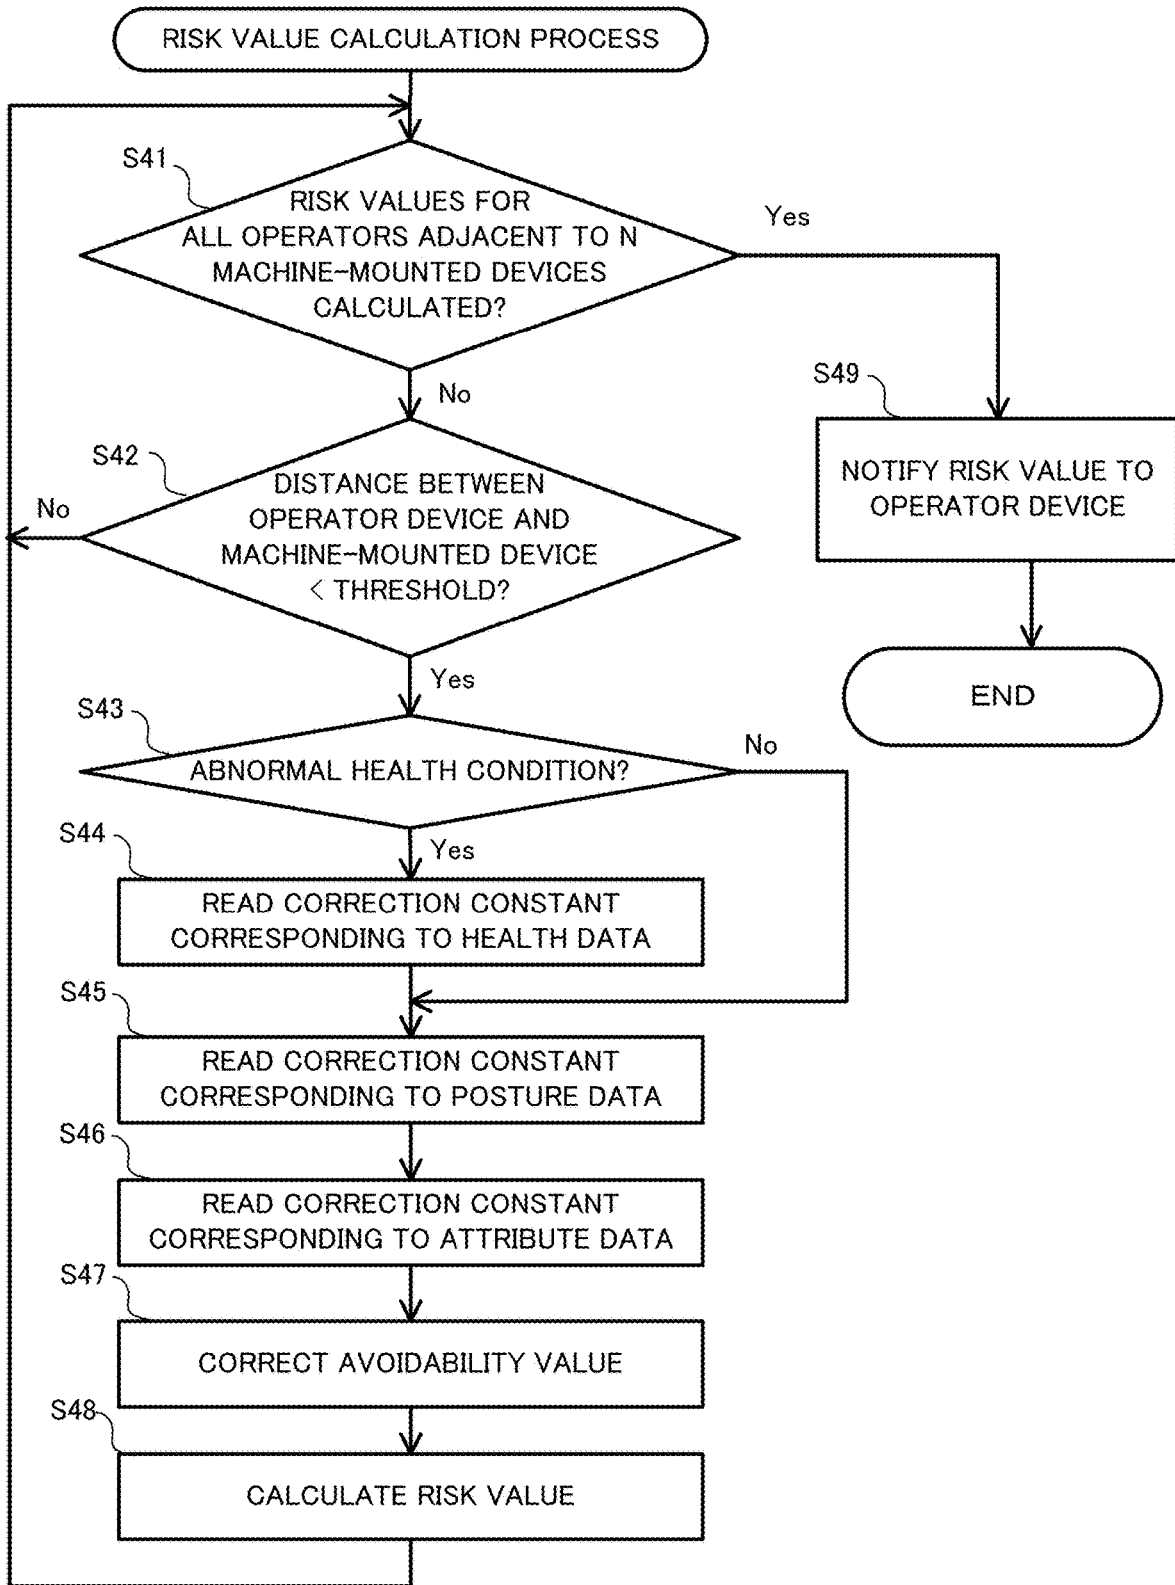 RISK VALUE CALCULATION PROCESS
S41
RISK VALUES FOR
ALL OPERATORS ADJACENT TO N
MACHINE-MOUNTED DEVICES
CALCULATED?
Yes
No
S49
NOTIFY RISK VALUE TO
OPERATOR DEVICE
END
S42
No
DISTANCE BETWEEN
OPERATOR DEVICE AND
MACHINE-MOUNTED DEVICE
< THRESHOLD?
Yes
S43
No
ABNORMAL HEALTH CONDITION?
S44
Yes
READ CORRECTION CONSTANT
CORRESPONDING TO HEALTH DATA
S45
READ CORRECTION CONSTANT
CORRESPONDING TO POSTURE DATA
S46
READ CORRECTION CONSTANT
CORRESPONDING TO ATTRIBUTE DATA
S47
CORRECT AVOIDABILITY VALUE
S48
CALCULATE RISK VALUE